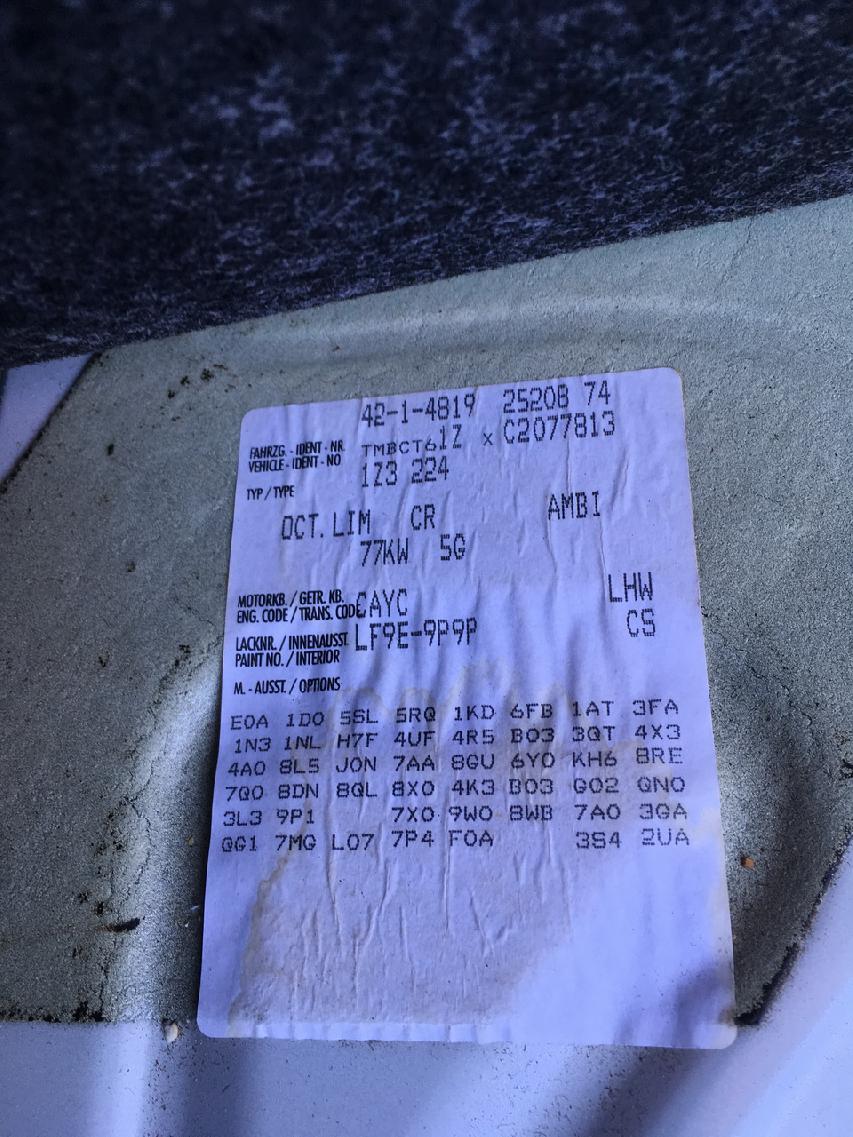 42-1-4819 2520B 74
FAHRZG. - IDENT - NR. TMBCT61Z x C2077813
VEHICLE - IDENT - NO
1Z3 224
TYP / TYPE
OCT. LIM CR AMBI
77KW 5G
MOTORKB. / GETR. KB. LHW
ENG. CODE / TRANS. CODE CAYC
LACKNR. / INNENAUSST. LF9E-9P9P CS
PAINT NO. / INTERIOR
M. - AUSST. / OPTIONS
E0A 1D0 5SL 5RQ 1KD 6FB 1AT 3FA
1N3 1NL H7F 4UF 4R5 B03 3QT 4X3
4A0 8L5 J0N 7AA 8GU 6Y0 KH6 8RE
7Q0 8DN 8QL 8X0 4K3 B03 G02 QN0
3L3 9P1 7X0 9W0 8WB 7A0 3GA
QG1 7MG L07 7P4 F0A 3S4 2UA